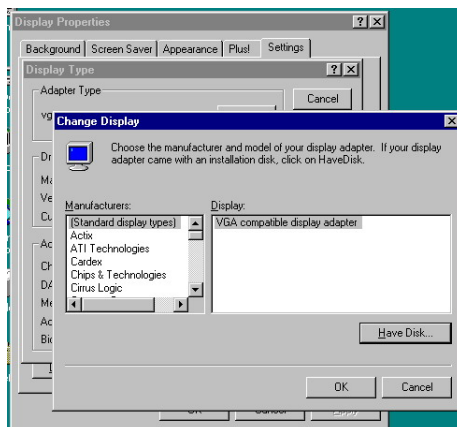 Display Properties
Background Screen Saver Appearance Plus! Settings
Display Type
Adapter Type
Cancel
Change Display
Choose the manufacturer and model of your display adapter. If your display
adapter came with an installation disk, click on HaveDisk.
Manufacturers:
(Standard display types)
Actix
ATI Technologies
Cardex
Chips & Technologies
Cirrus Logic
Display:
VGA compatible display adapter
Have Disk...
OK Cancel